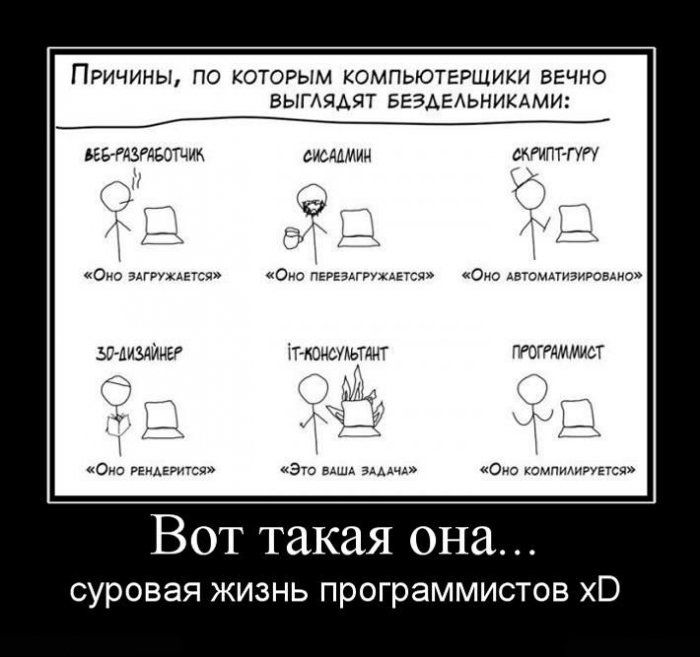 Причины, по которым компьютерщики вечно
выглядят бездельниками:
Веб-разработчик
сисадмин
скрипт-гуру
«Оно загружается»
«Оно перезагружается»
«Оно автоматизировано»
3D-дизайнер
iт-консультант
программист
«Оно рендерится»
«Это ваша задача»
«Оно компилируется»
Вот такая она...
суровая жизнь программистов xD